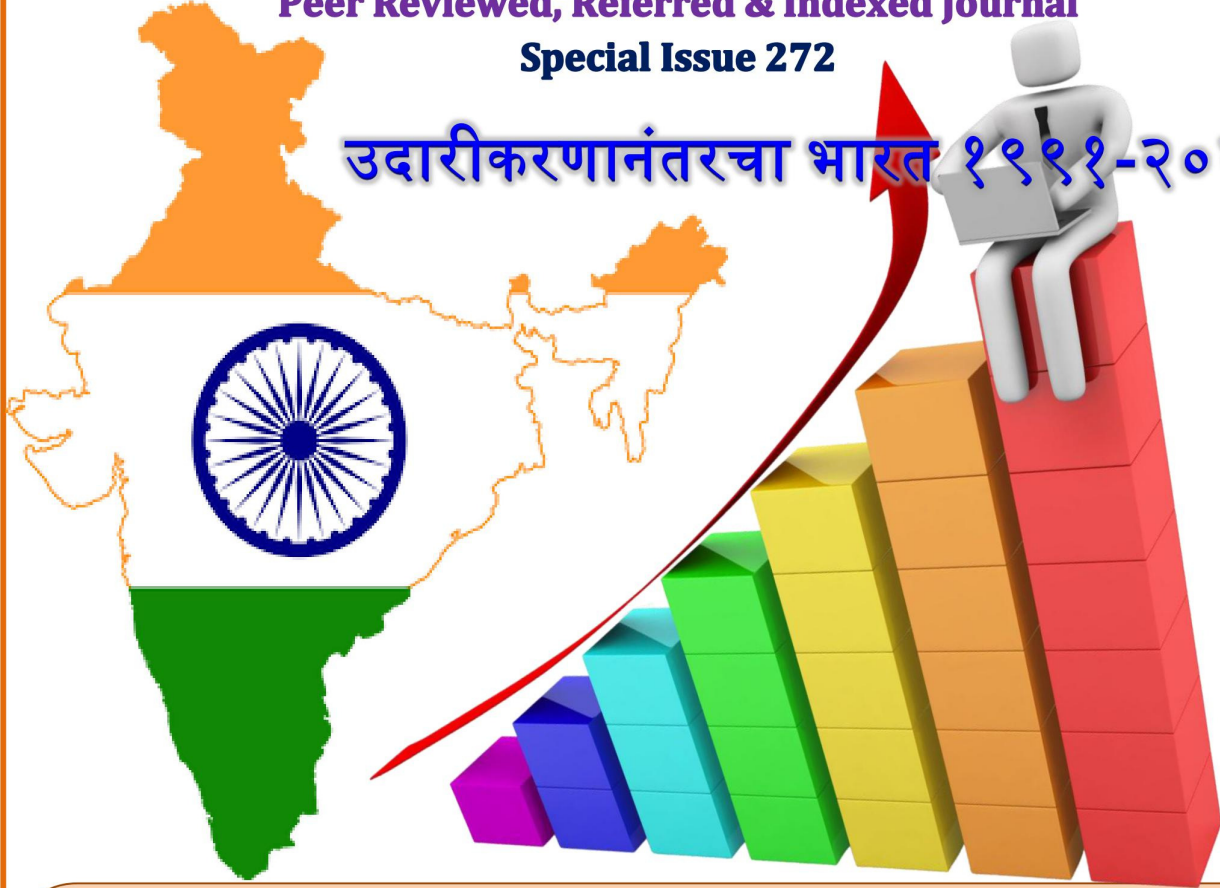 Peer Reviewed, Referred & Indexed Journal
Special Issue 272
उदारीकरणानंतरचा भारत १९९१-२०